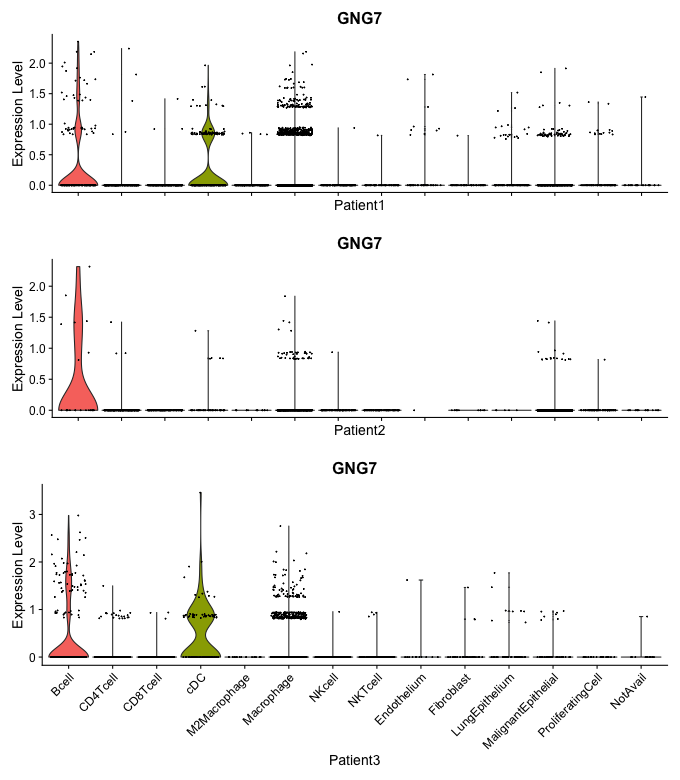 GNG7
Expression Level
2.0
1.5
1.0
0.5
0.0
Patient1
GNG7
Expression Level
2.0
1.5
1.0
0.5
0.0
Patient2
GNG7
Expression Level
3
2
1
0
Bcell
CD4Tcell
CD8Tcell
cDC
M2Macrophage
Macrophage
NKcell
NKTcell
Endothelium
Fibroblast
LungEpithelium
MalignantEpithelial
ProliferatingCell
NotAvail
Patient3